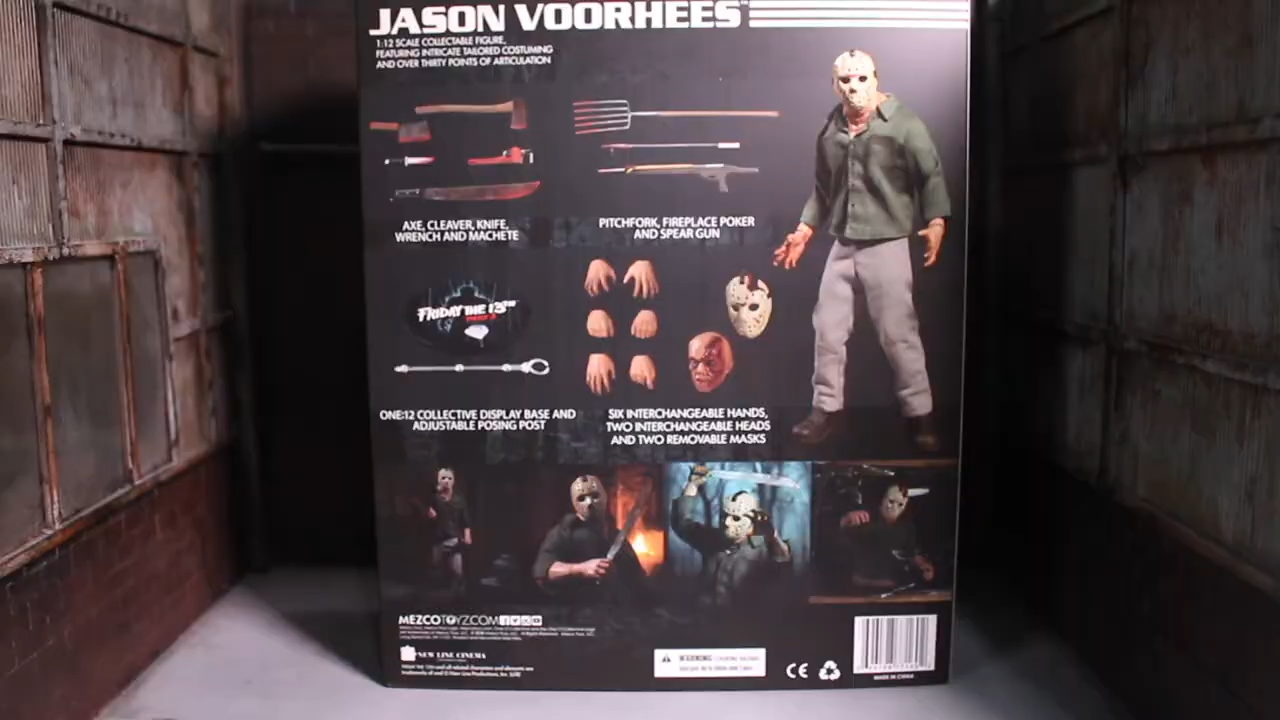 JASON VOORHEES
1:12 SCALE COLLECTABLE FIGURE,
FEATURING INTRICATE TAILORED COSTUMING
AND OVER THIRTY POINTS OF ARTICULATION
AXE, CLEAVER, KNIFE,
WRENCH AND MACHETE
PITCHFORK, FIREPLACE POKER
AND SPEAR GUN
FRIDAY THE 13TH
ONE:12 COLLECTIVE DISPLAY BASE AND
ADJUSTABLE POSING POST
SIX INTERCHANGEABLE HANDS,
TWO INTERCHANGEABLE HEADS
AND TWO REMOVABLE MASKS
MEZCOTOYZ.COM
NEW LINE CINEMA
WARNING:
CE
MADE IN CHINA